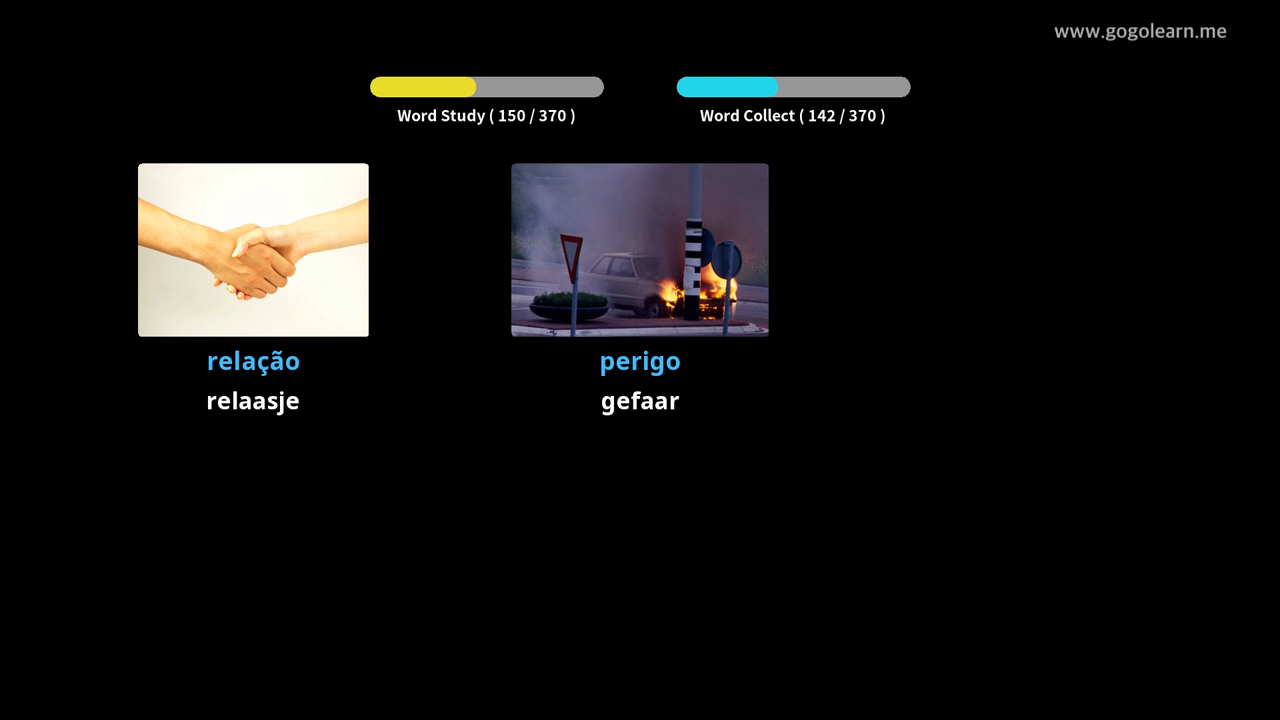 www.gogolearn.me
Word Study ( 150 / 370 )
Word Collect ( 142 / 370 )
relação
perigo
relaasje
gefaar